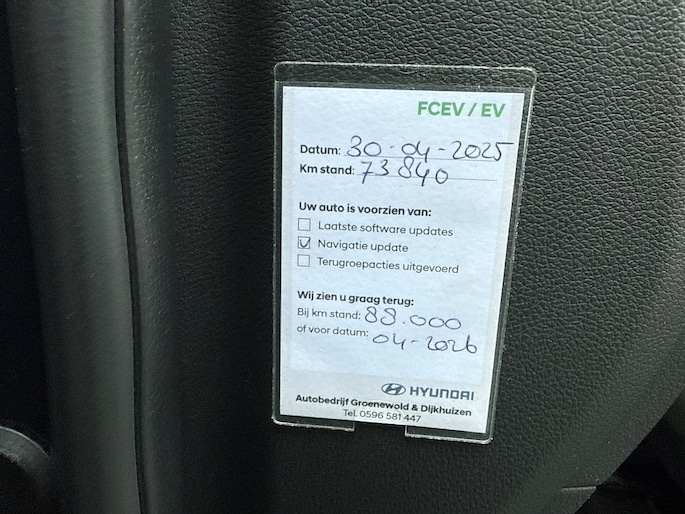 FCEV / EV
Datum: 30-04-2025
Km stand: 73840
Uw auto is voorzien van:
Laatste software updates
Navigatie update
Terugroepacties uitgevoerd
Wij zien u graag terug:
Bij km stand: 88.000
of voor datum: 04-2026
HYUNDAI
Autobedrijf Groenewold & Dijkhuizen
Tel. 0596 581 447